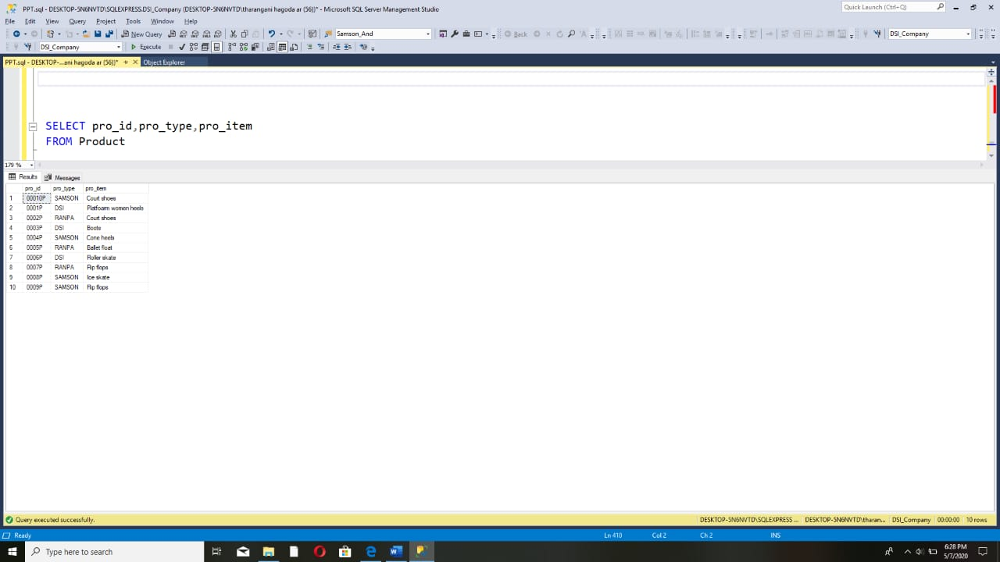 PPT.sql - DESKTOP-5N6NVTD\SQLEXPRESS.DSI_Company (DESKTOP-5N6NVTD\tharangani hagoda ar (56))* - Microsoft SQL Server Management Studio
Quick Launch (Ctrl+Q)
File Edit View Query Project Tools Window Help
New Query Samson_And Back DSI_Company
DSI_Company Execute
PPT.sql - DESKTOP-...ani hagoda ar (56))* Object Explorer
SELECT pro_id,pro_type,pro_item
FROM Product
179 %
Results Messages
pro_id pro_type pro_item
1 00010P SAMSON Court shoes
2 0001P DSI Platfoarm women heels
3 0002P RANPA Court shoes
4 0003P DSI Boots
5 0004P SAMSON Cone heels
6 0005P RANPA Ballet float
7 0006P DSI Roller skate
8 0007P RANPA Flip flops
9 0008P SAMSON Ice skate
10 0009P SAMSON Flip flops
Query executed successfully. DESKTOP-5N6NVTD\SQLEXPRESS ... DESKTOP-5N6NVTD\tharan... DSI_Company 00:00:00 10 rows
Ready Ln 410 Col 2 Ch 2 INS
Type here to search
6:28 PM
5/7/2020